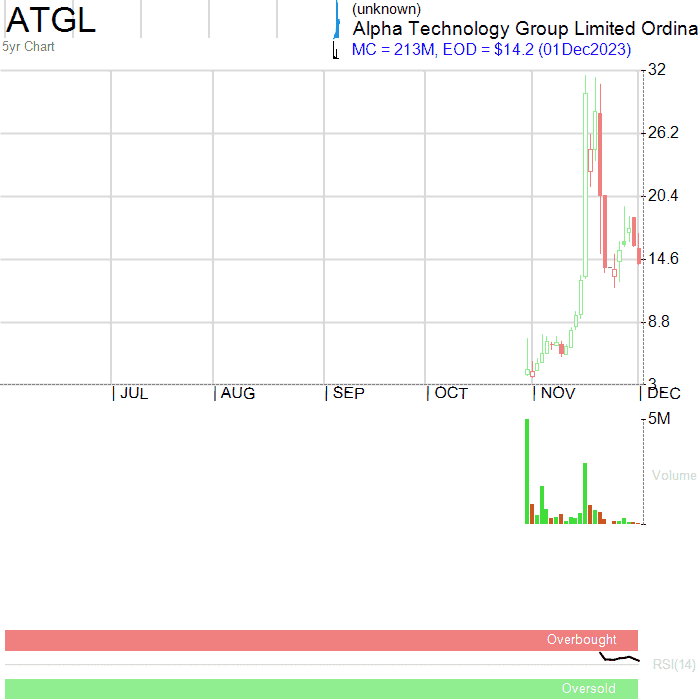 ATGL
(unknown)
Alpha Technology Group Limited Ordina
5yr Chart
MC = 213M, EOD = $14.2 (01Dec2023)
32
26.2
20.4
14.6
8.8
3
JUL AUG SEP OCT NOV DEC
5M
Volume
Overbought
RSI(14)
Oversold